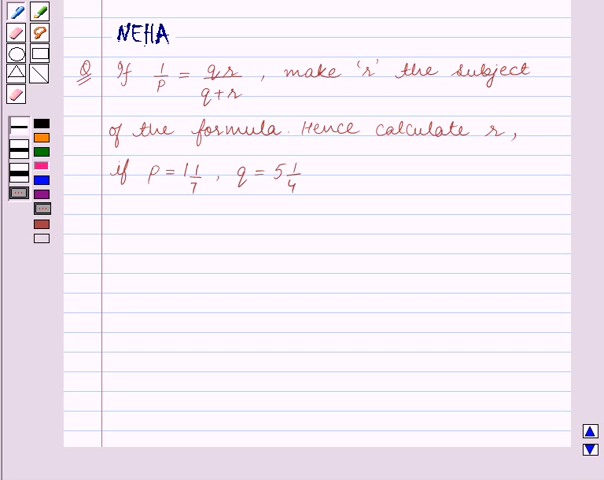 NEHA
Q If 1/p = qr/q+r , make 'r' the subject
of the formula. Hence calculate r,
if p = 1 1/7 , q = 5 1/4